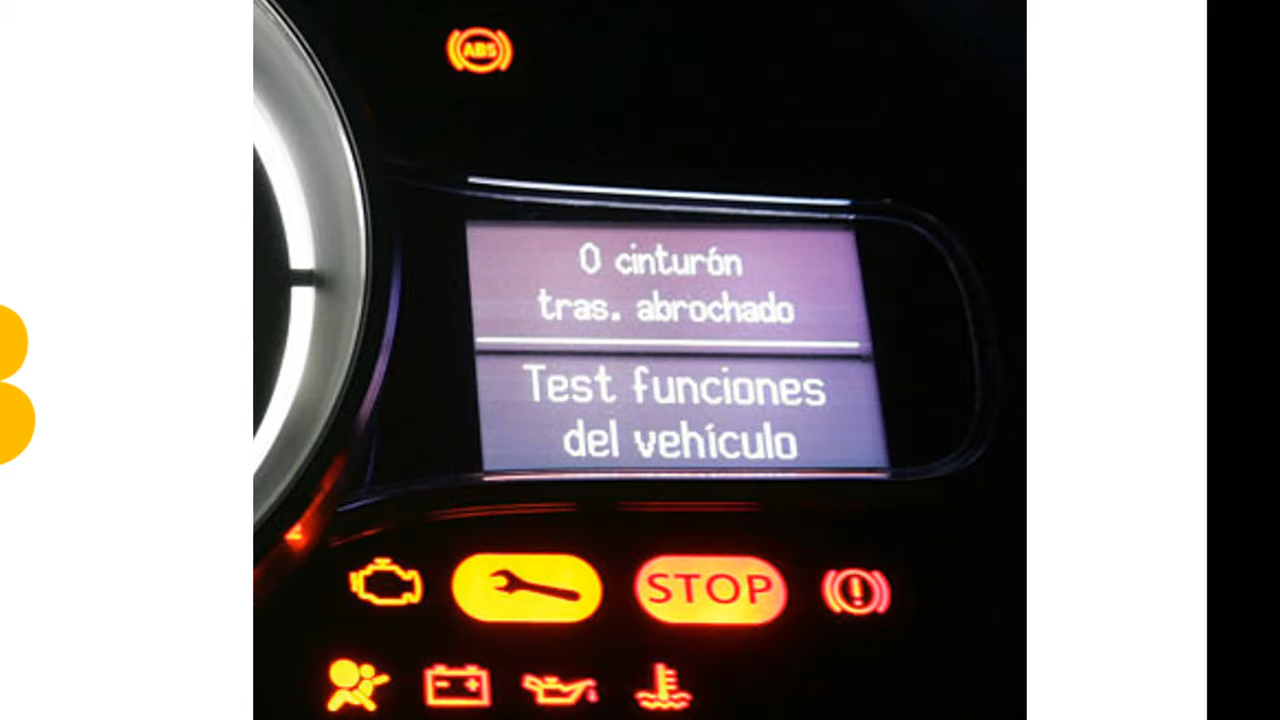 ABS
0 cinturón
tras. abrochado
Test funciones
del vehículo
STOP